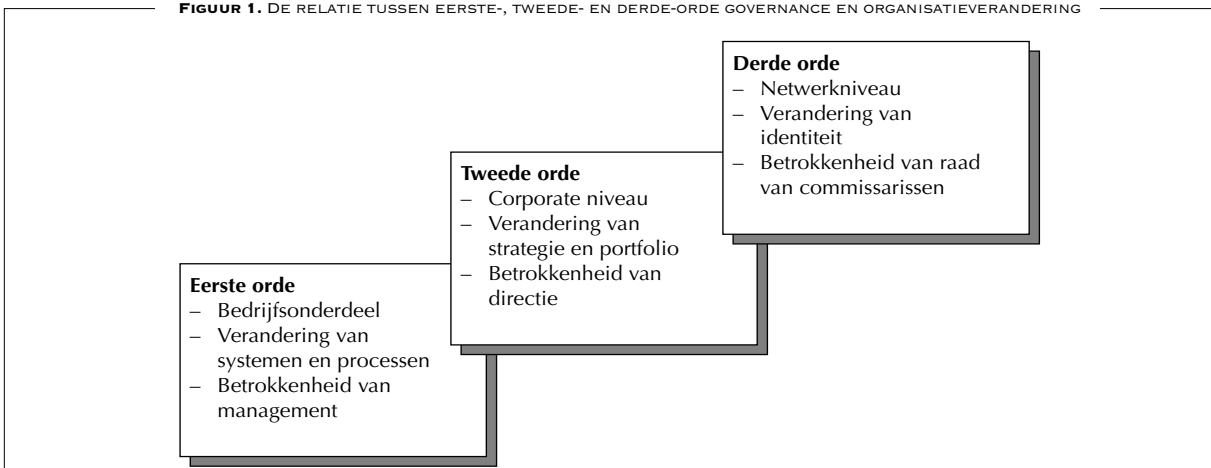 FIGUUR 1. DE RELATIE TUSSEN EERSTE-, TWEEDE- EN DERDE-ORDE GOVERNANCE EN ORGANISATIEVERANDERING
Derde orde
– Netwerkniveau
– Verandering van
identiteit
– Betrokkenheid van raad
van commissarissen
Tweede orde
– Corporate niveau
– Verandering van
strategie en portfolio
– Betrokkenheid van
directie
Eerste orde
– Bedrijfsonderdeel
– Verandering van
systemen en processen
– Betrokkenheid van
management